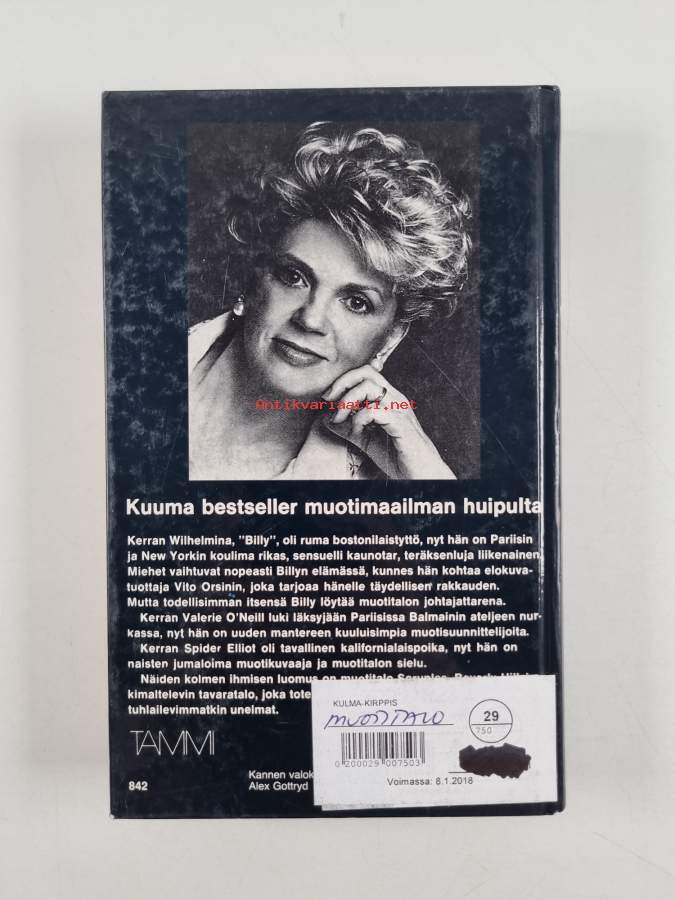 Antikvariaatti.net
Kuuma bestseller muotimaailman huipulta
Kerran Wilhelmina, "Billy", oli ruma bostonilaistyttö, nyt hän on Pariisin
ja New Yorkin koulima rikas, sensuelli kaunotar, teräksenluja liikenainen.
Miehet vaihtuvat nopeasti Billyn elämässä, kunnes hän kohtaa elokuva-
tuottaja Vito Orsinin, joka tarjoaa hänelle täydellisen rakkauden.
Mutta todellisimman itsensä Billy löytää muotitalon johtajattarena.
Kerran Valerie O'Neill luki läksyjään Pariisissa Balmainin ateljeen nur-
kassa, nyt hän on uuden mantereen kuuluisimpia muotisuunnittelijoita.
Kerran Spider Elliot oli tavallinen kalifornialaispoika, nyt hän on
naisten jumaloima muotikuvaaja ja muotitalon sielu.
Näiden kolmen ihmisen luomus on muotitalo
kimaltelevin tavaratalo, joka
tuhlailevimmatkin unelmat.
KULMA-KIRPPIS
MUOTITALO
29
750
0200029007503
Voimassa: 8.1.2018
TAMMI
842
Alex Gottryd